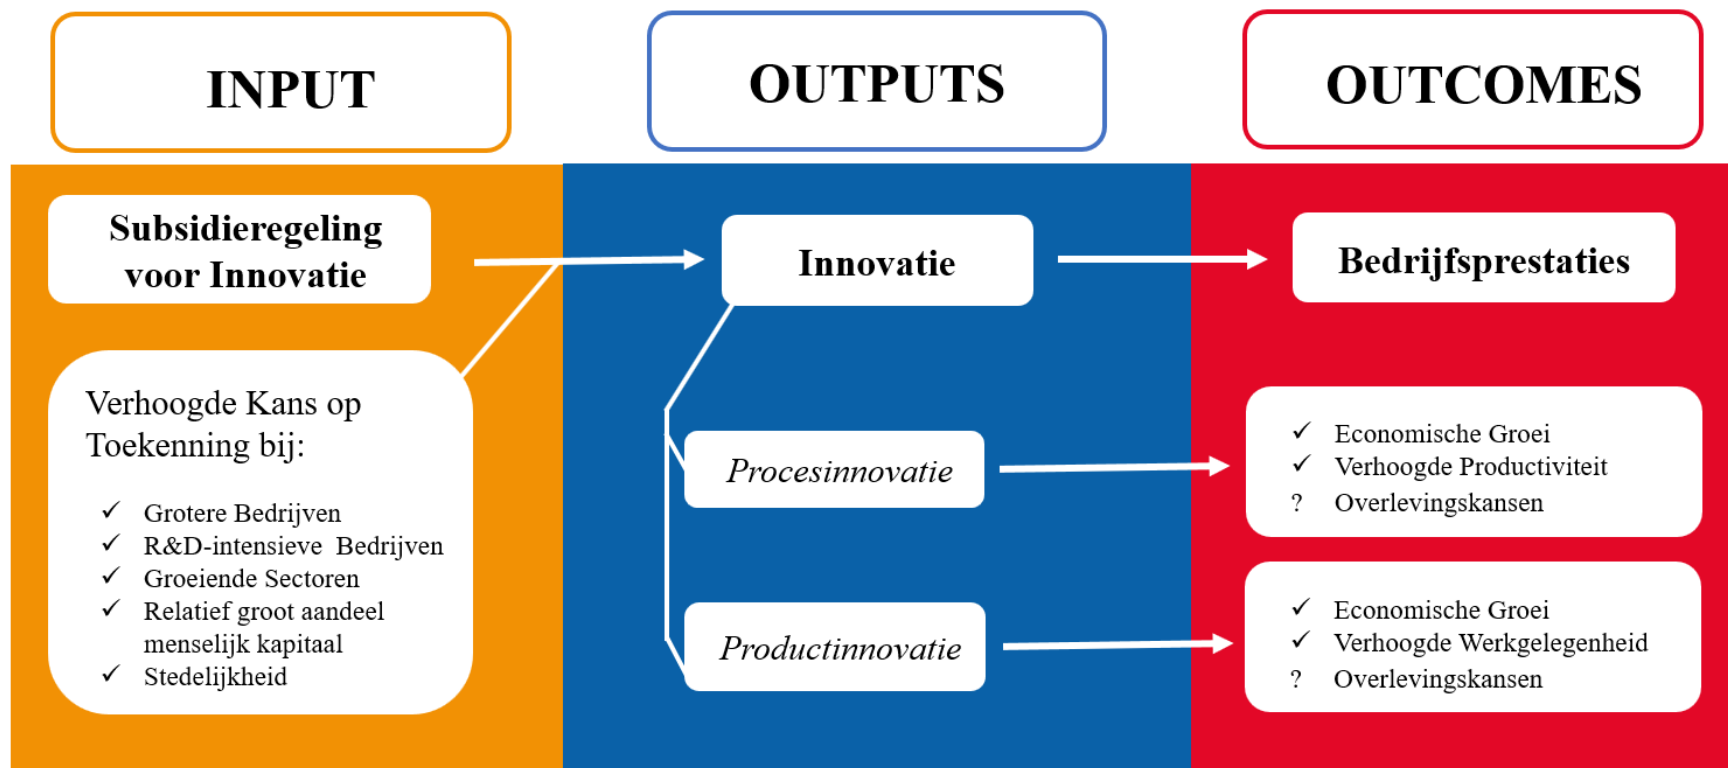 INPUT
OUTPUTS
OUTCOMES
Subsidieregeling
voor Innovatie
Innovatie
Bedrijfsprestaties
Verhoogde Kans op
Toekenning bij:
✓ Grotere Bedrijven
✓ R&D-intensieve Bedrijven
✓ Groeiende Sectoren
✓ Relatief groot aandeel
menselijk kapitaal
✓ Stedelijkheid
Procesinnovatie
✓ Economische Groei
✓ Verhoogde Productiviteit
? Overlevingskansen
Productinnovatie
✓ Economische Groei
✓ Verhoogde Werkgelegenheid
? Overlevingskansen